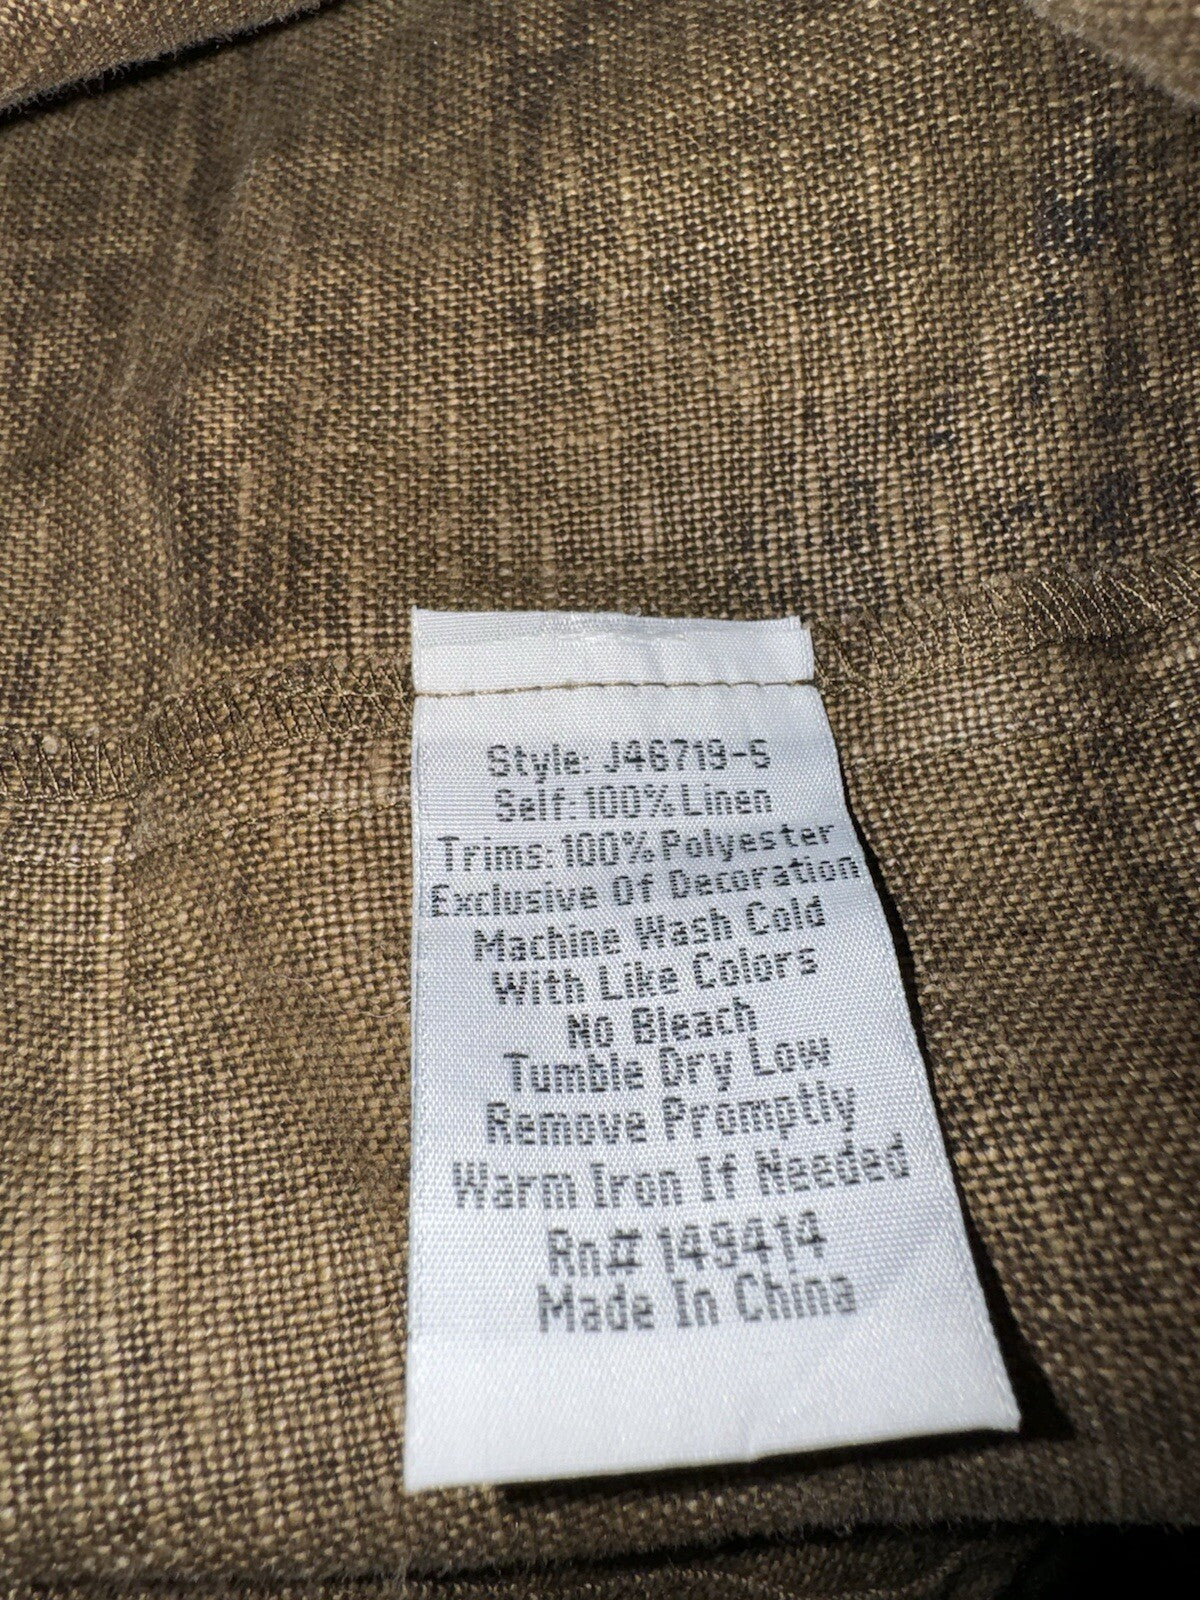 Style: J46719-S
Self: 100% Linen
Trims: 100% Polyester
Exclusive Of Decoration
Machine Wash Cold
With Like Colors
No Bleach
Tumble Dry Low
Remove Promptly
Warm Iron If Needed
Rn# 149414
Made In China